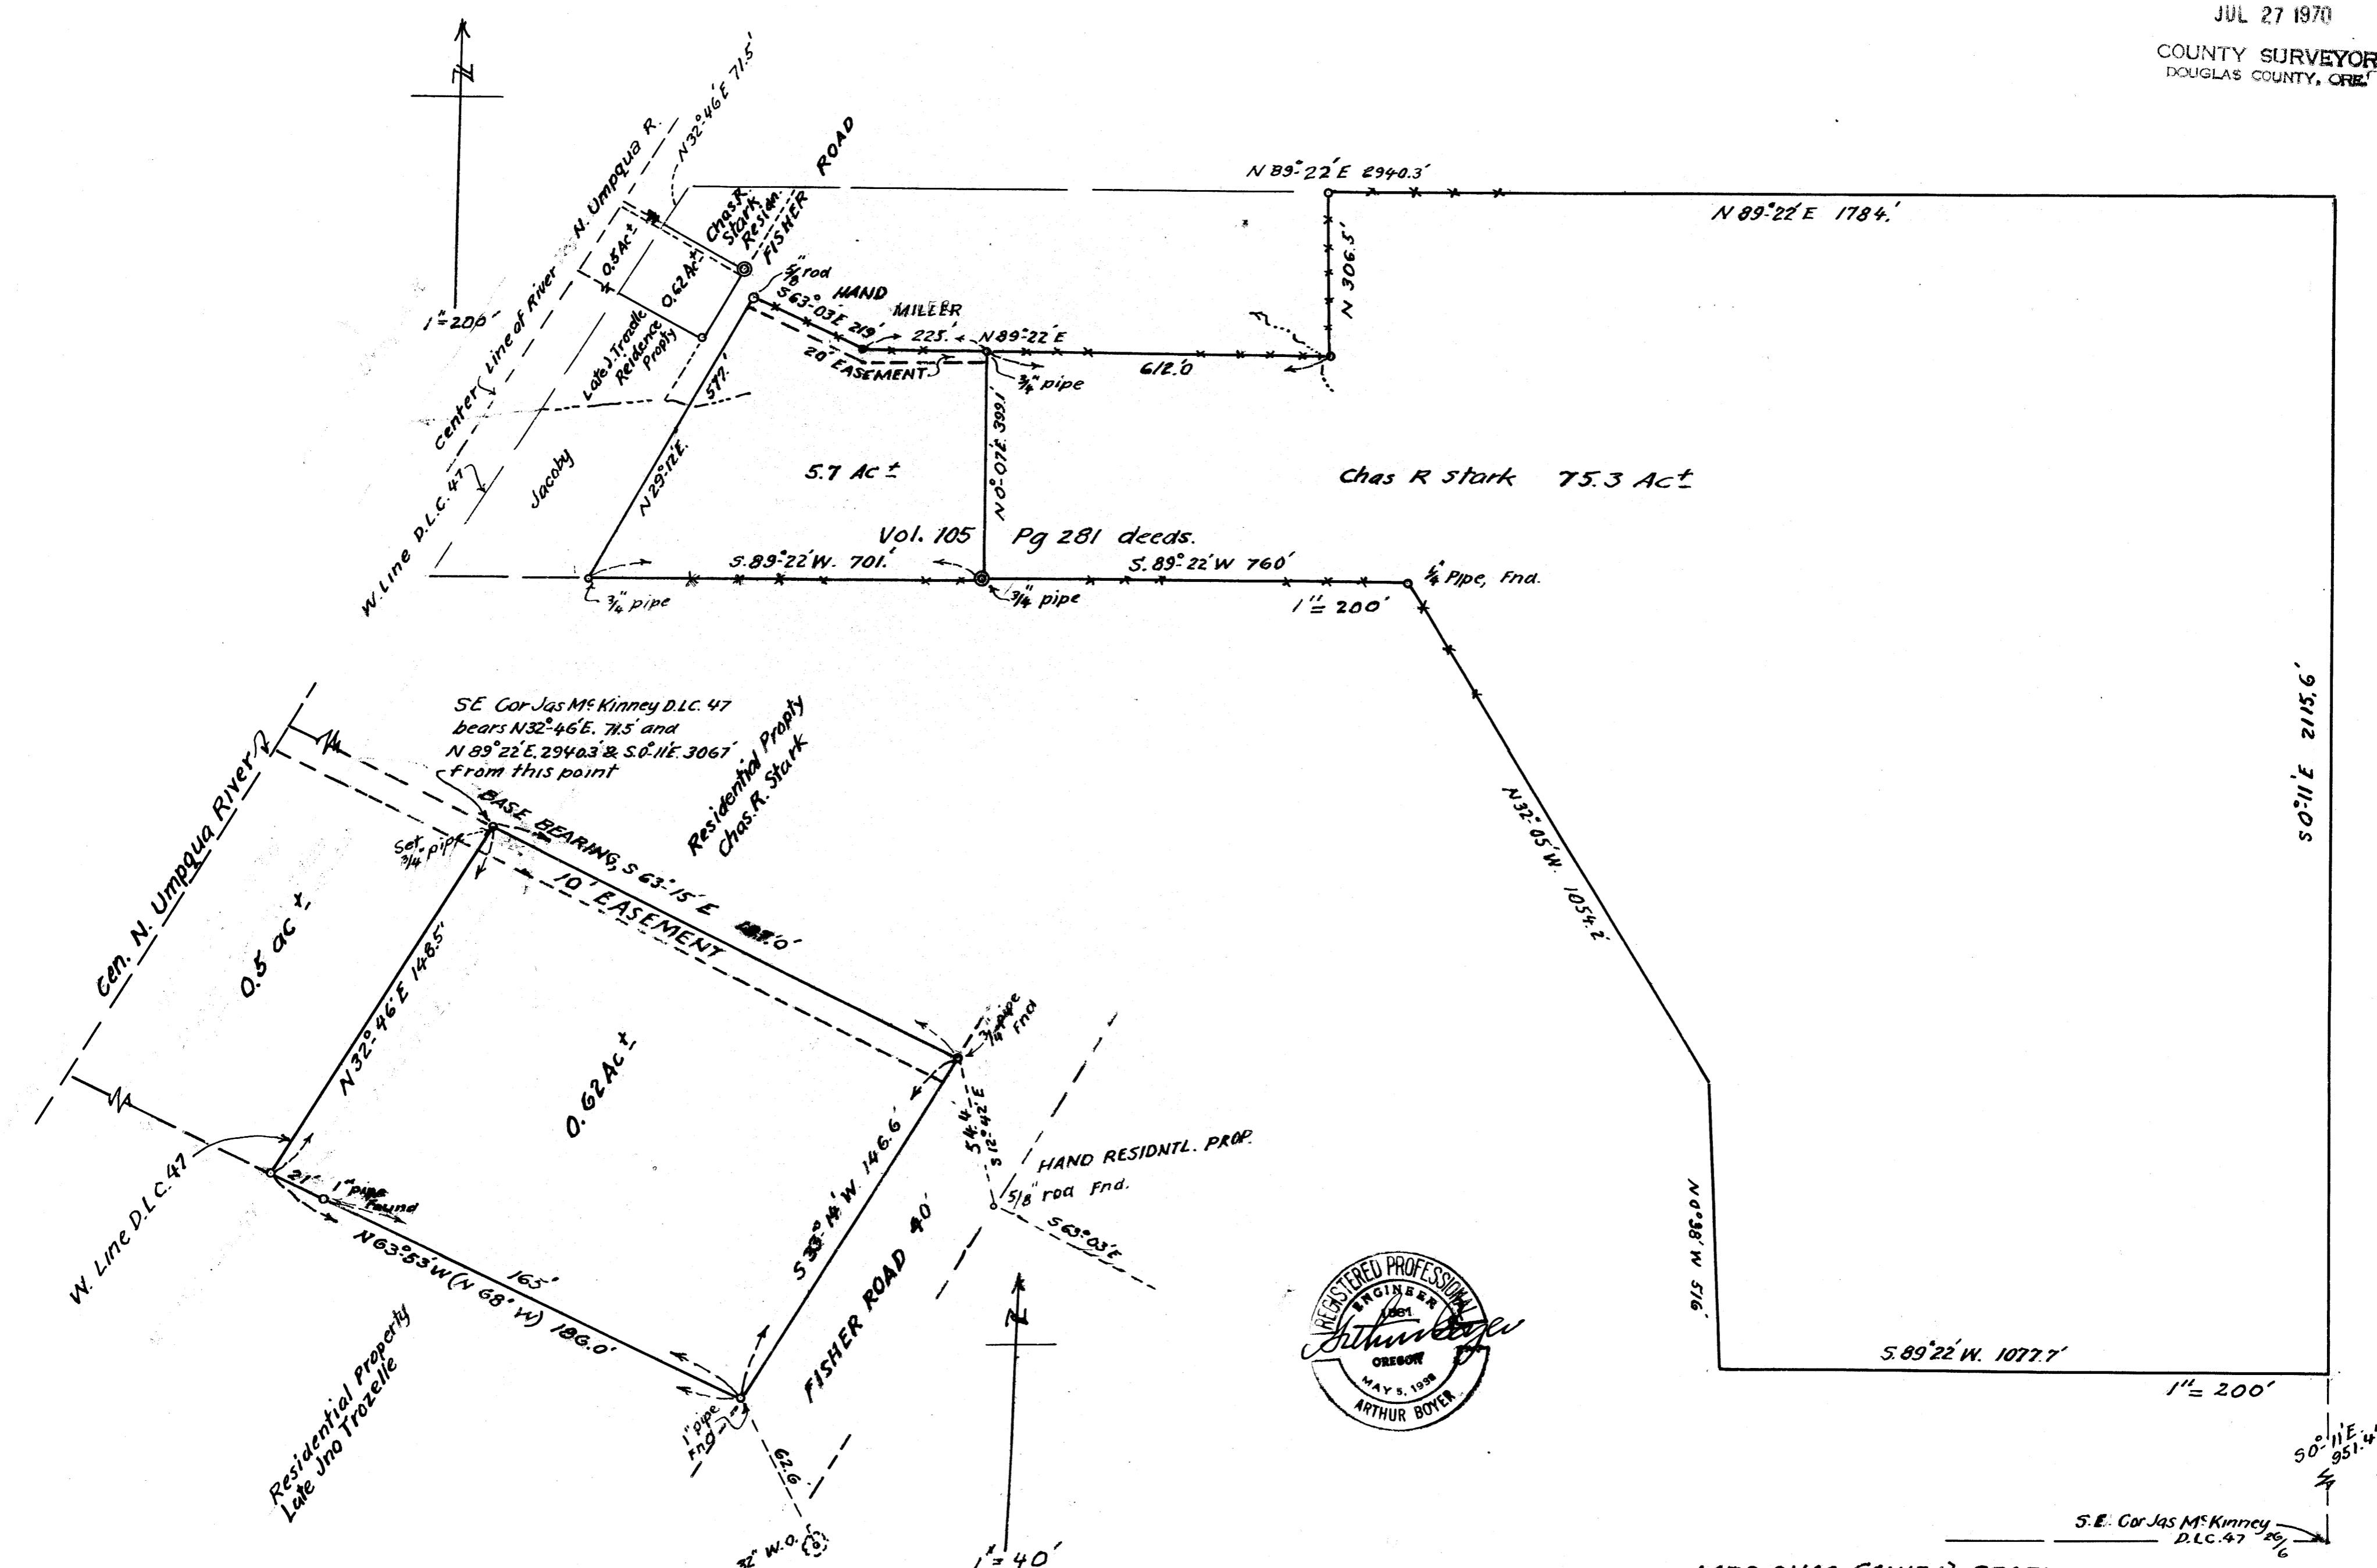 JUL 27 1970
COUNTY SURVEYOR
DOUGLAS COUNTY, ORE.
N
1"=200'
Center Line of River N. Umpqua R.
N 32°-46' E 71.5'
W. Line D.L.C. 47
0.5 Ac ±
0.62 Ac ±
Chas. R.
Stark
Residn.
FISHER ROAD
5/8" rod
Late J. Trozelle
Reidence
Propty
Jacoby
S 63°-03' E 219'
HAND
MILLER
225.'
N 89°-22' E
20' EASEMENT
3/4" pipe
612.0
N 306.5'
N 89°-22' E 2940.3'
N 89°-22' E 1784.'
577.'
N 29°-12' E.
5.7 Ac ±
N 0°-07' E. 399.1
Chas R Stark 75.3 Ac ±
Vol. 105 Pg 281 deeds.
S. 89°-22' W. 701.'
S. 89°-22' W 760'
3/4" pipe
3/4" pipe
Pipe, Fnd.
1" = 200'
N 32°-05' W. 1054.2'
S 0°-11' E 2115.6'
N 0°38' W 516'
S. 89°22' W. 1077.7'
1" = 200'
S 0°-11' E
951.4'
S.E. Cor Jas McKinney
D.L.C. 47
SE Cor Jas McKinney D.L.C. 47
bears N 32°-46' E. 71.5' and
N 89°22' E. 2940.3' & S. 0°-11' E. 3067'
from this point
Residential Propty
Chas. R. Stark
Cen. N. Umpqua River
Set
3/4" pipe
BASE BEARING, S 63°-15' E
10' EASEMENT
0.5 ac ±
N 32°-46' E 148.5'
0.62 Ac ±
3/4" pipe
Fnd
54.4'
S 12°-42' E
HAND RESIDNTL. PROP.
5/8" rod Fnd.
S 63°03' E
W. Line D.L.C. 47
21'
1" pipe
Found
N 63°53' W (N 68° W) 186.0'
165'
S 33°-14' W. 146.6'
FISHER ROAD 40'
1" pipe
Fnd
62.6
32" W.O.
Residential Property
Late Jno Trozelle
N
1" = 40'
REGISTERED PROFESSIONAL
ENGINEER
Arthur Boyer
OREGON
MAY 5, 1938
ARTHUR BOYER